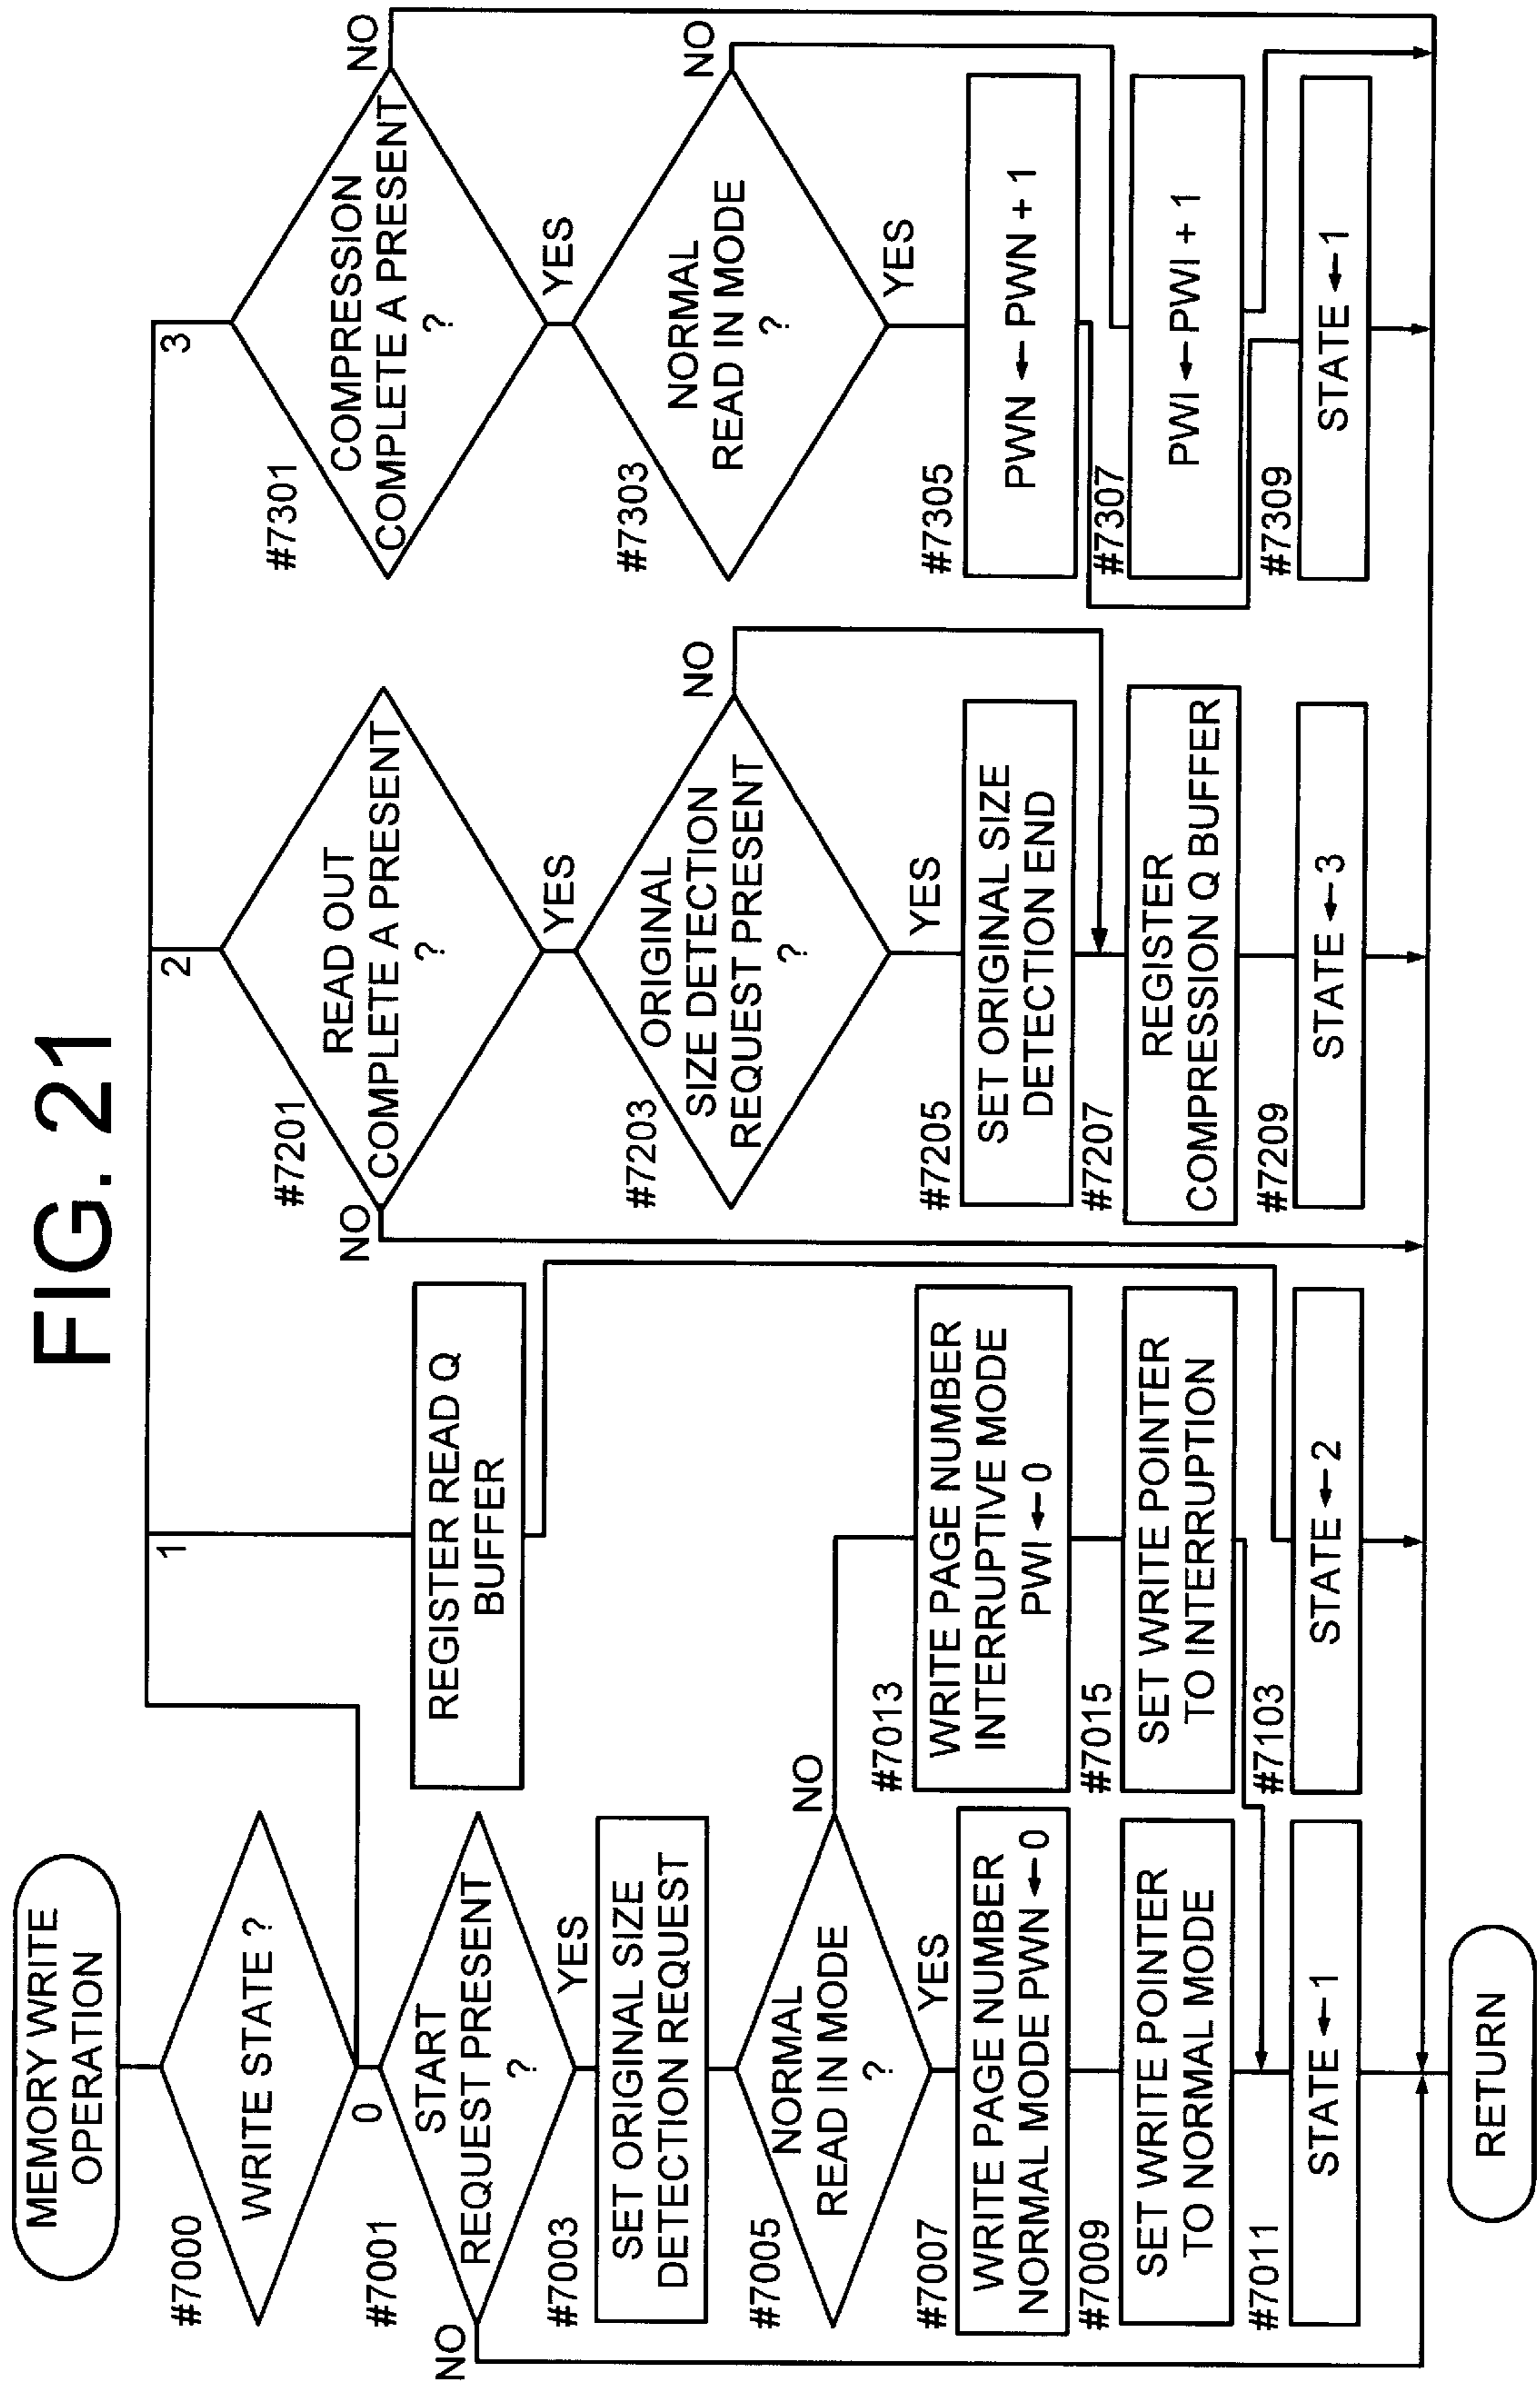 FIG. 21
MEMORY WRITE
OPERATION
#7000
WRITE STATE ?
0
1
2
3
#7001
START
REQUEST PRESENT
?
NO
YES
#7003
SET ORIGINAL SIZE
DETECTION REQUEST
#7005
NORMAL
READ IN MODE
?
NO
YES
#7007
WRITE PAGE NUMBER
NORMAL MODE PWN ← 0
#7009
SET WRITE POINTER
TO NORMAL MODE
#7011
STATE ← 1
REGISTER READ Q
BUFFER
#7013
WRITE PAGE NUMBER
INTERRUPTIVE MODE
PWI ← 0
#7015
SET WRITE POINTER
TO INTERRUPTION
#7103
STATE ← 2
#7201
READ OUT
COMPLETE A PRESENT
?
NO
YES
#7203
ORIGINAL
SIZE DETECTION
REQUEST PRESENT
?
NO
YES
#7205
SET ORIGINAL SIZE
DETECTION END
#7207
REGISTER
COMPRESSION Q BUFFER
#7209
STATE ← 3
#7301
COMPRESSION
COMPLETE A PRESENT
?
NO
YES
#7303
NORMAL
READ IN MODE
?
NO
YES
#7305
PWN ← PWN + 1
#7307
PWI ← PWI + 1
#7309
STATE ← 1
RETURN